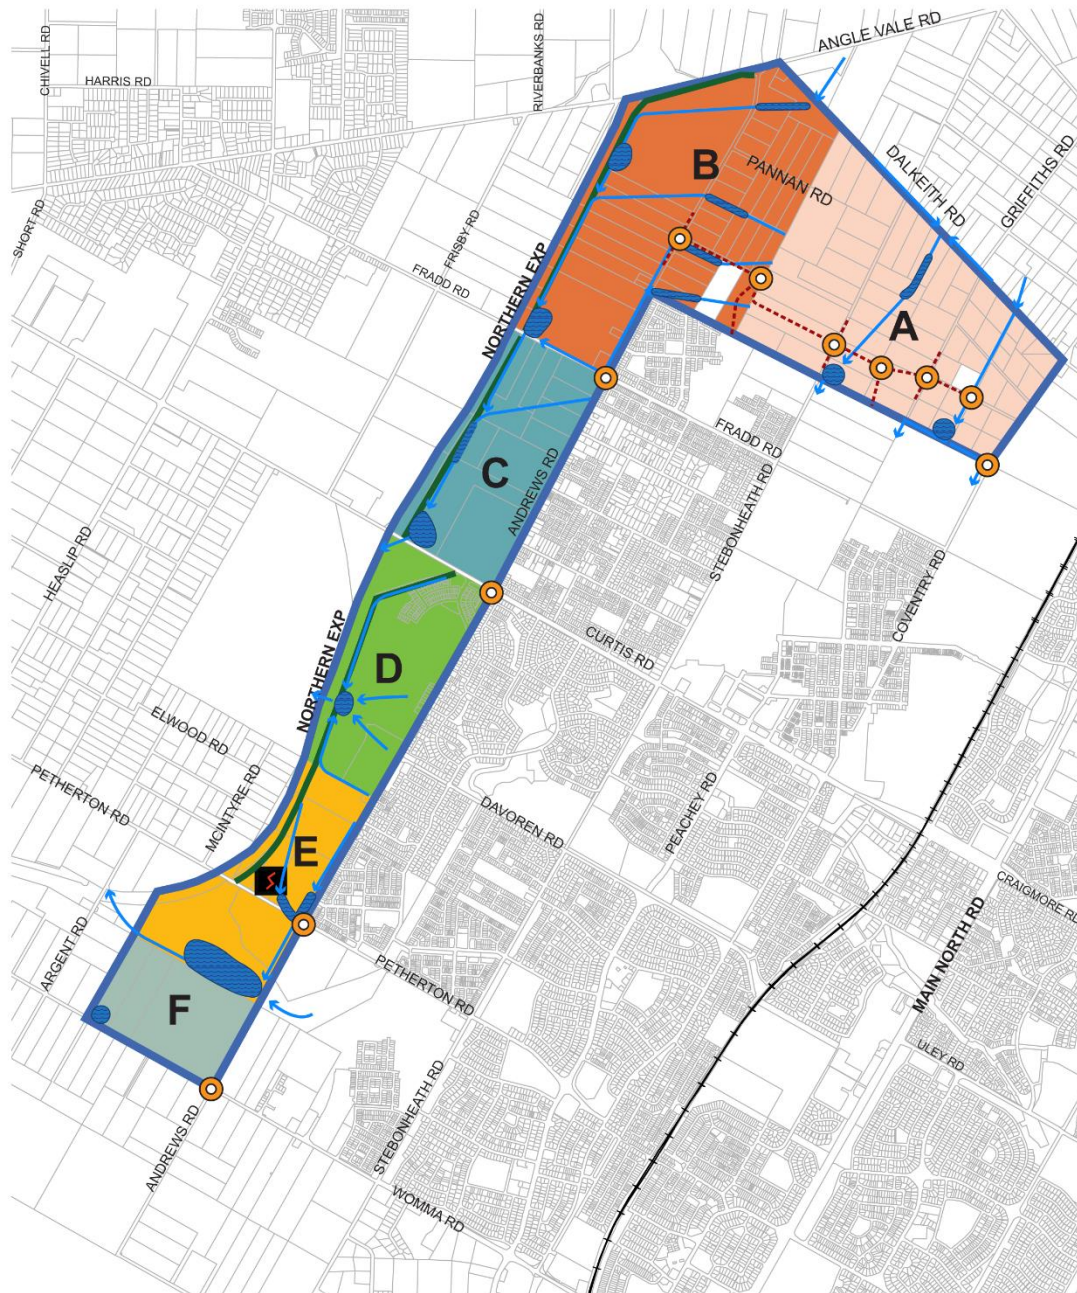 ANGLE VALE RD
CHIVELL RD
HARRIS RD
RIVERBANKS RD
B
PANNAN RD
DALKEITH RD
GRIFFITHS RD
SHORT RD
FRISBY RD
FRADD RD
NORTHERN EXP
A
C
ANDREWS RD
FRADD RD
STEBONHEATH RD
HEASLIP RD
COVENTRY RD
CURTIS RD
NORTHERN EXP
D
ELWOOD RD
PETHERTON RD
MCINTYRE RD
DAVOREN RD
PEACHEY RD
E
CRAIGMORE RD
MAIN NORTH RD
ARGENT RD
PETHERTON RD
F
ULEY RD
ANDREWS RD
STEBONHEATH RD
WOMMA RD